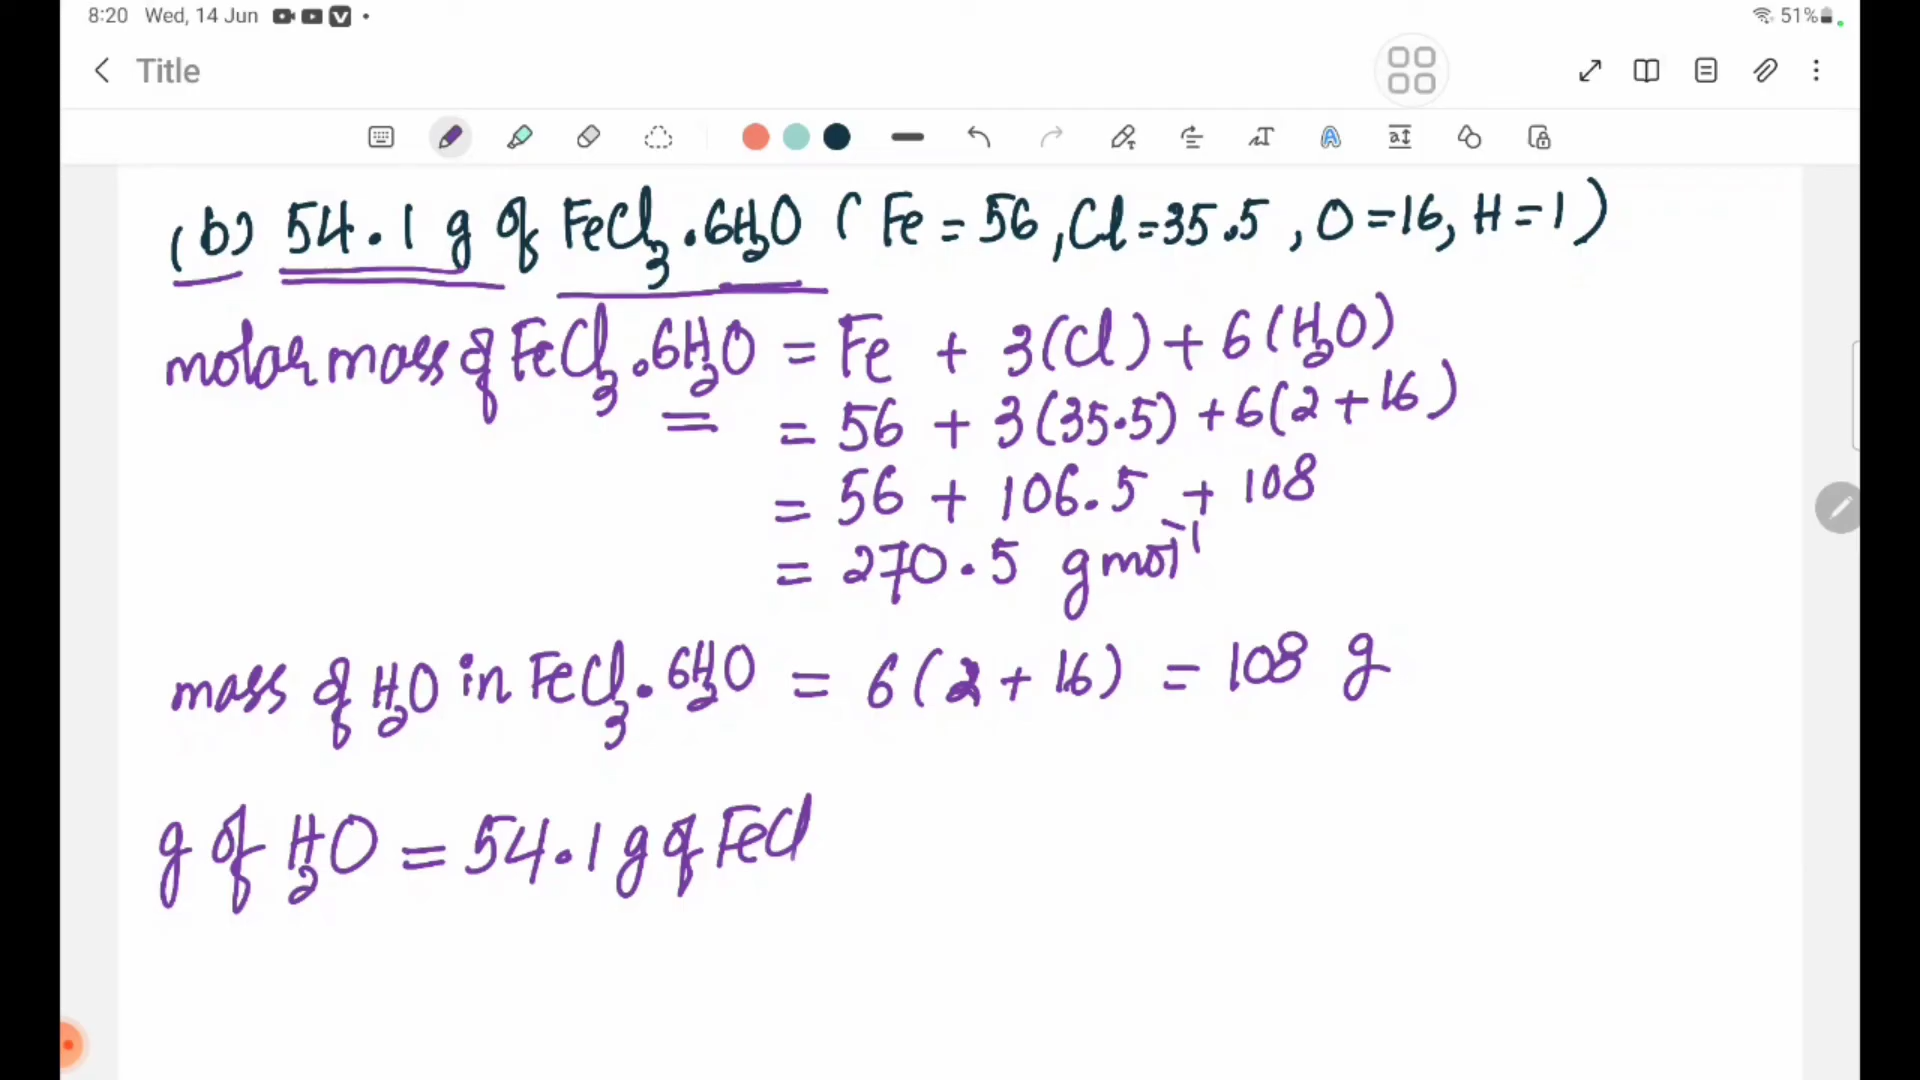 8:20 Wed, 14 Jun
51%
Title
(b) 54.1 g of FeCl₃.6H₂O ( Fe = 56 ,Cl=35.5 , O =16, H =1 )
molar mass of FeCl₃.6H₂O = Fe + 3(Cl) + 6(H₂O)
= 56 + 3(35.5) +6(2+16)
= 56 + 106.5 + 108
= 270.5 g mol⁻¹
mass of H₂O in FeCl₃.6H₂O = 6(2+16) = 108 g
g of H₂O = 54.1 g of FeCl